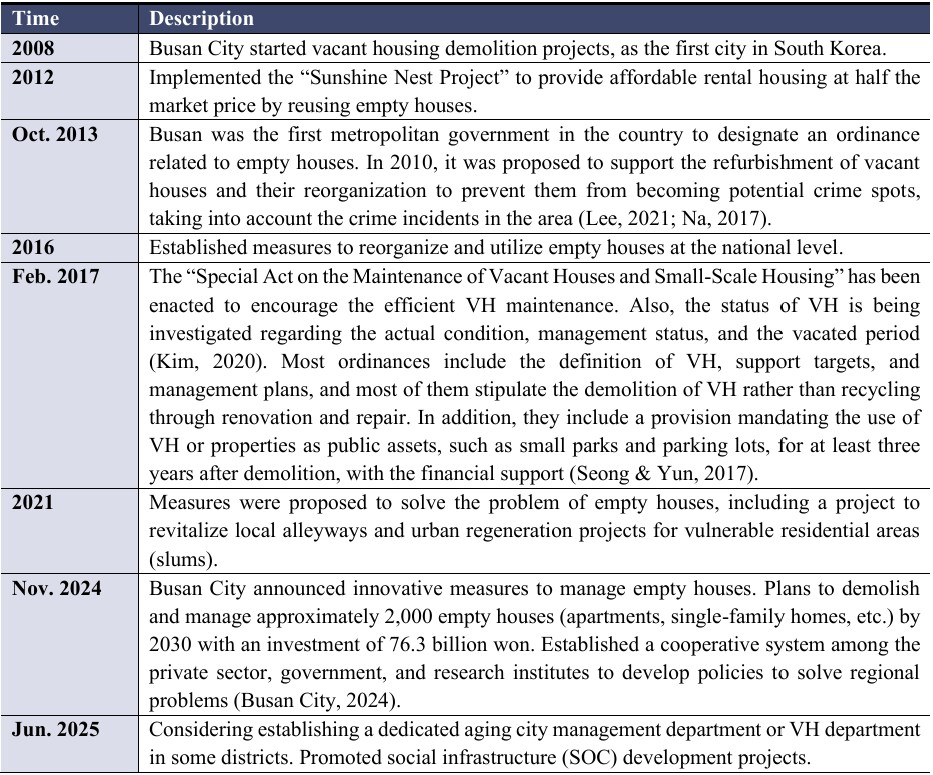 Time Description
2008 Busan City started vacant housing demolition projects, as the first city in South Korea.
2012 Implemented the “Sunshine Nest Project” to provide affordable rental housing at half the
market price by reusing empty houses.
Oct. 2013 Busan was the first metropolitan government in the country to designate an ordinance
related to empty houses. In 2010, it was proposed to support the refurbishment of vacant
houses and their reorganization to prevent them from becoming potential crime spots,
taking into account the crime incidents in the area (Lee, 2021; Na, 2017).
2016 Established measures to reorganize and utilize empty houses at the national level.
Feb. 2017 The “Special Act on the Maintenance of Vacant Houses and Small-Scale Housing” has been
enacted to encourage the efficient VH maintenance. Also, the status of VH is being
investigated regarding the actual condition, management status, and the vacated period
(Kim, 2020). Most ordinances include the definition of VH, support targets, and
management plans, and most of them stipulate the demolition of VH rather than recycling
through renovation and repair. In addition, they include a provision mandating the use of
VH or properties as public assets, such as small parks and parking lots, for at least three
years after demolition, with the financial support (Seong & Yun, 2017).
2021 Measures were proposed to solve the problem of empty houses, including a project to
revitalize local alleyways and urban regeneration projects for vulnerable residential areas
(slums).
Nov. 2024 Busan City announced innovative measures to manage empty houses. Plans to demolish
and manage approximately 2,000 empty houses (apartments, single-family homes, etc.) by
2030 with an investment of 76.3 billion won. Established a cooperative system among the
private sector, government, and research institutes to develop policies to solve regional
problems (Busan City, 2024).
Jun. 2025 Considering establishing a dedicated aging city management department or VH department
in some districts. Promoted social infrastructure (SOC) development projects.